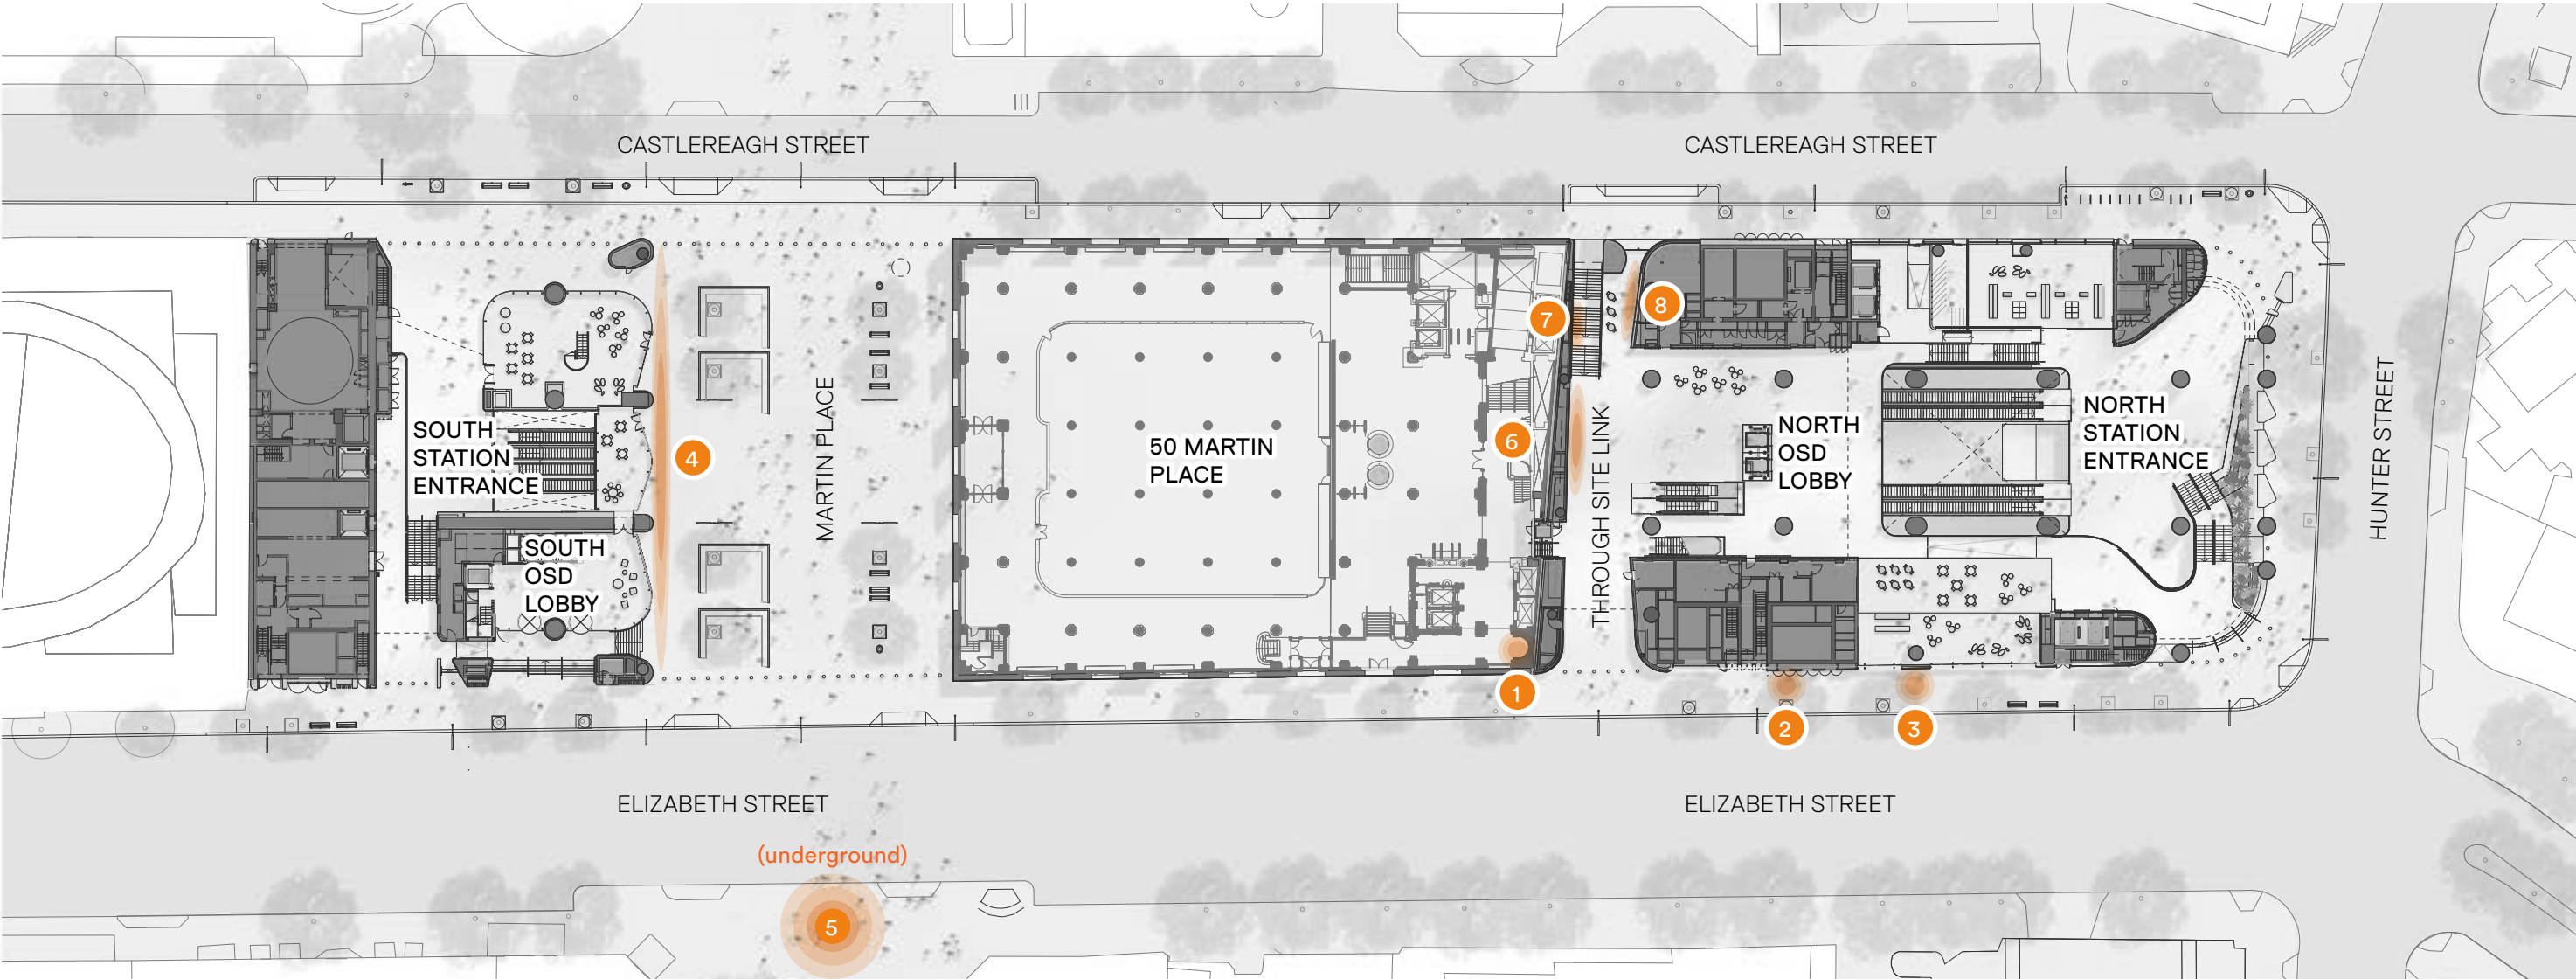 CASTLEREAGH STREET
CASTLEREAGH STREET
SOUTH
STATION
ENTRANCE
SOUTH
OSD
LOBBY
4
MARTIN PLACE
50 MARTIN
PLACE
7
8
6
1
THROUGH SITE LINK
NORTH
OSD
LOBBY
NORTH
STATION
ENTRANCE
HUNTER STREET
2
3
ELIZABETH STREET
ELIZABETH STREET
(underground)
5